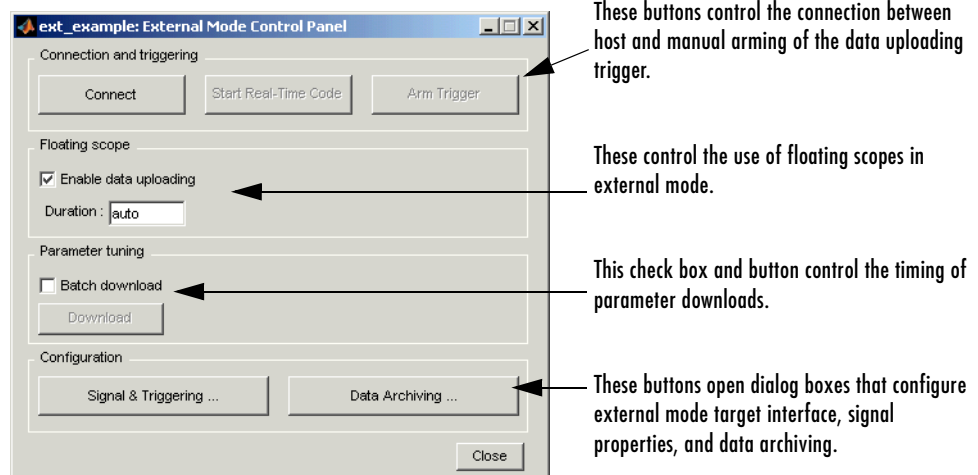 ext_example: External Mode Control Panel
Connection and triggering
Connect
Start Real-Time Code
Arm Trigger
Floating scope
Enable data uploading
Duration : auto
Parameter tuning
Batch download
Download
Configuration
Signal & Triggering ...
Data Archiving ...
Close
These buttons control the connection between
host and manual arming of the data uploading
trigger.
These control the use of floating scopes in
external mode.
This check box and button control the timing of
parameter downloads.
These buttons open dialog boxes that configure
external mode target interface, signal
properties, and data archiving.